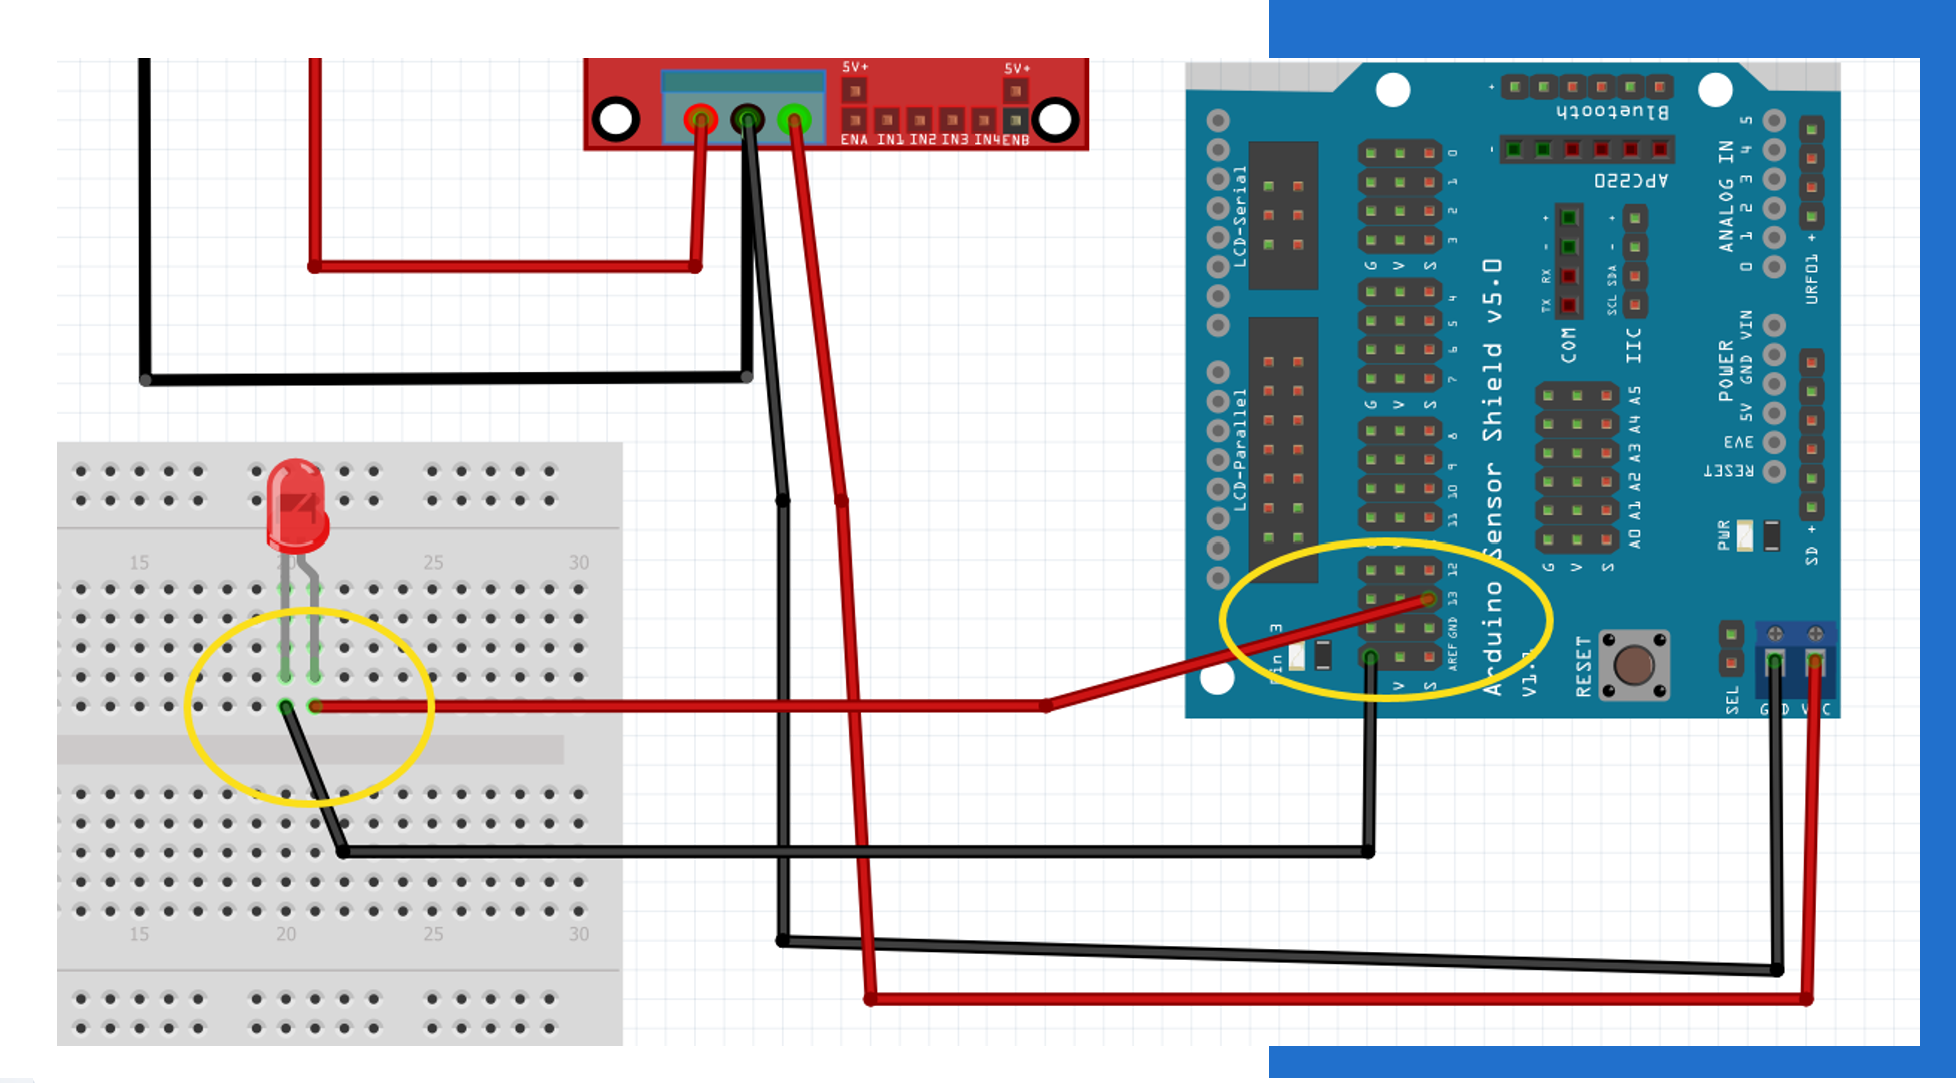 5V+
5V+
ENA IN1 IN2 IN3 IN4 ENB
+
Bluetooth
-
APC220
LCD-Serial
0
1
2
3
G V S
4
5
6
7
G V S
8
9
10
11
12
13
GND
AREF
V S
LCD-Parallel
Arduino Sensor Shield v5.0
V1.1
+ - RX TX
COM
+ - SDA SCL
IIC
ANALOG IN
5
4
3
2
1
0
URF01 +
POWER
VIN
GND
5V
3V3
RESET
A5
A4
A3
A2
A1
A0
G V S
PWR
SD +
RESET
SEL
15
20
25
30
15
20
25
30